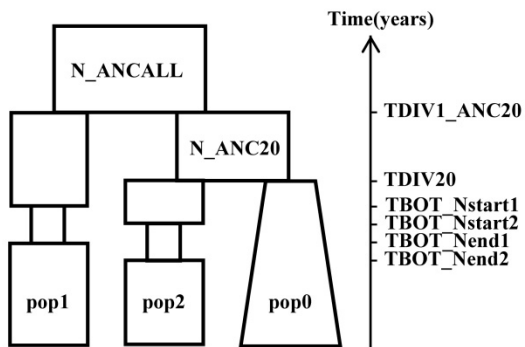 Time(years)
N_ANCALL
TDIV1_ANC20
N_ANC20
TDIV20
TBOT_Nstart1
TBOT_Nstart2
TBOT_Nend1
TBOT_Nend2
pop1
pop2
pop0